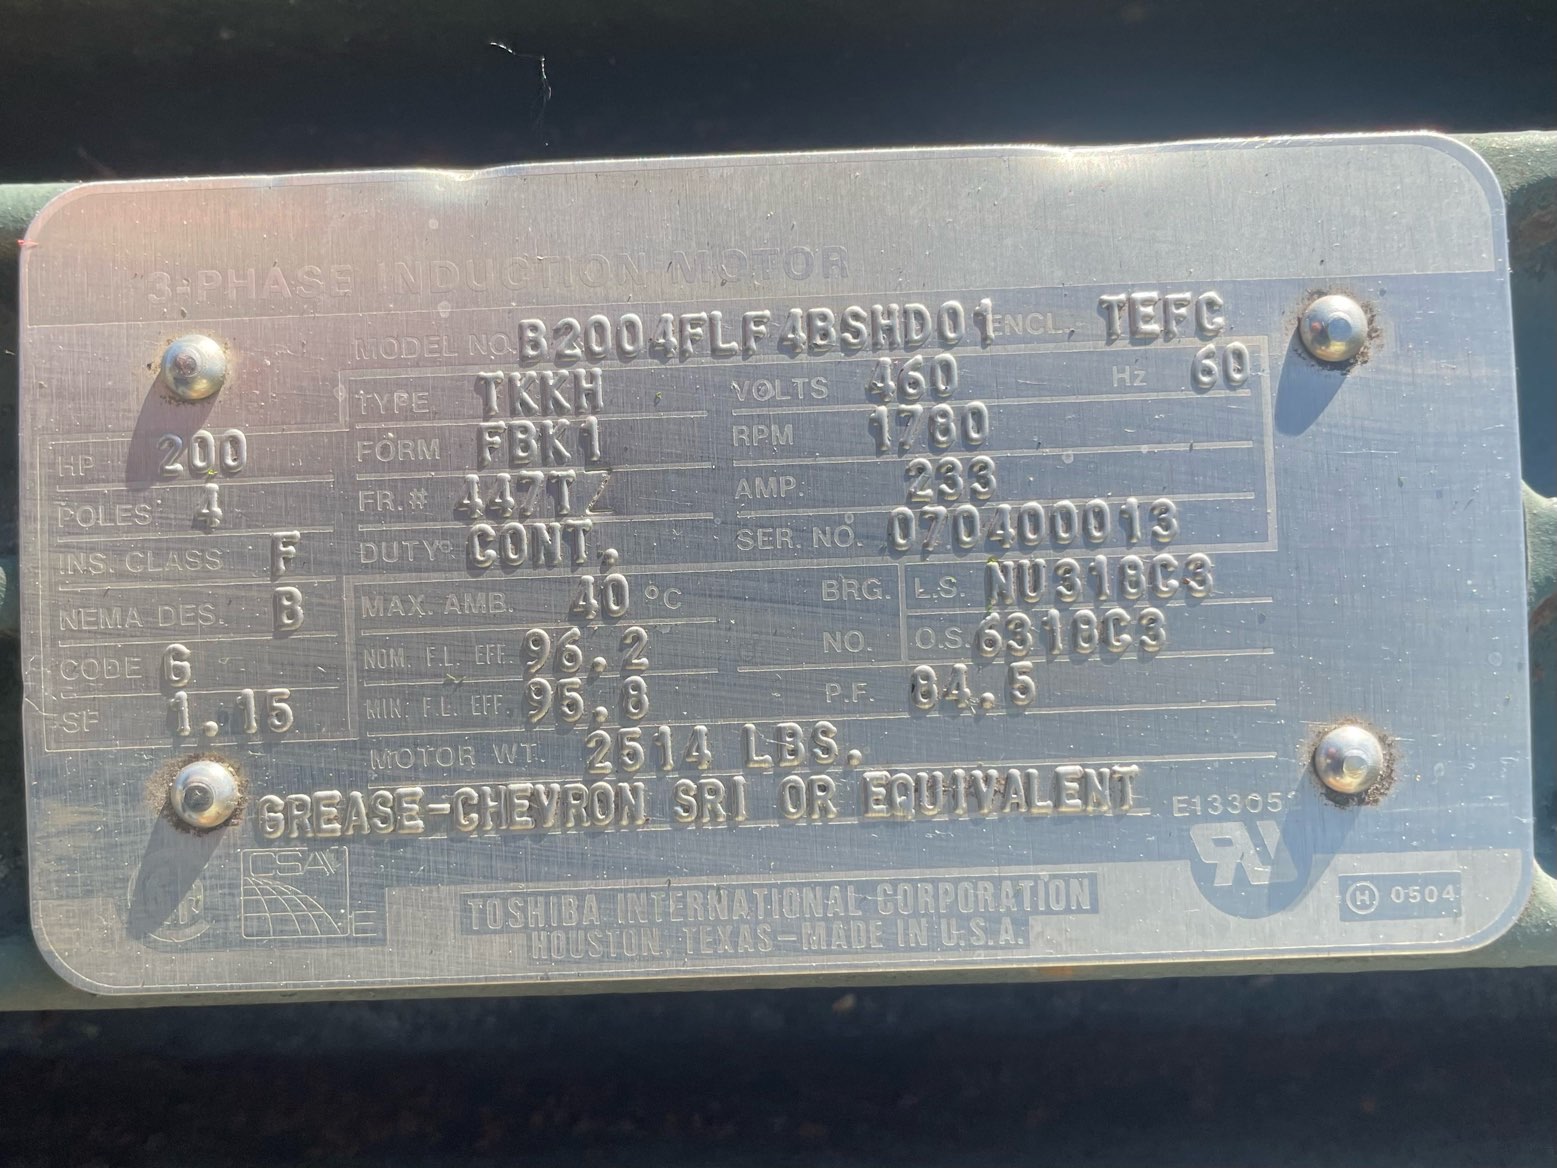 3-PHASE INDUCTION MOTOR
MODEL NO. B2004FLF4BSHD01 ENCL. TEFC
TYPE TKKH VOLTS 460 Hz 60
HP 200 FORM FBK1 RPM 1780
POLES 4 FR.# 447TZ AMP. 233
INS. CLASS F DUTY CONT. SER. NO. 070400013
NEMA DES. B MAX. AMB. 40 °C BRG. L.S. NU318C3
CODE G NOM. F.L. EFF. 96.2 NO. O.S. 6318C3
SF 1.15 MIN. F.L. EFF. 95.8 P.F. 84.5
MOTOR WT. 2514 LBS.
GREASE-CHEVRON SRI OR EQUIVALENT
CSA
E
TOSHIBA INTERNATIONAL CORPORATION
HOUSTON, TEXAS-MADE IN U.S.A.
H 0504